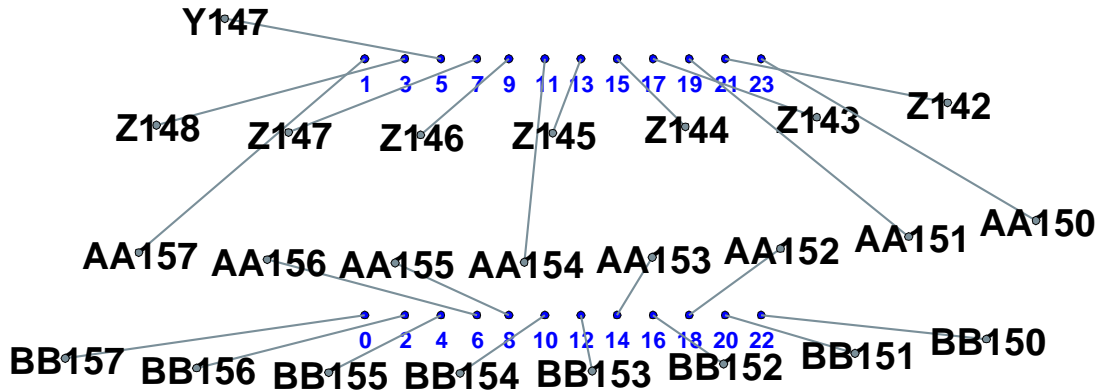 Y147
1 3 5 7 9 11 13 15 17 19 21 23
Z148 Z147 Z146 Z145 Z144 Z143 Z142
AA157 AA156 AA155 AA154 AA153 AA152 AA151 AA150
0 2 4 6 8 10 12 14 16 18 20 22
BB157 BB156 BB155 BB154 BB153 BB152 BB151 BB150